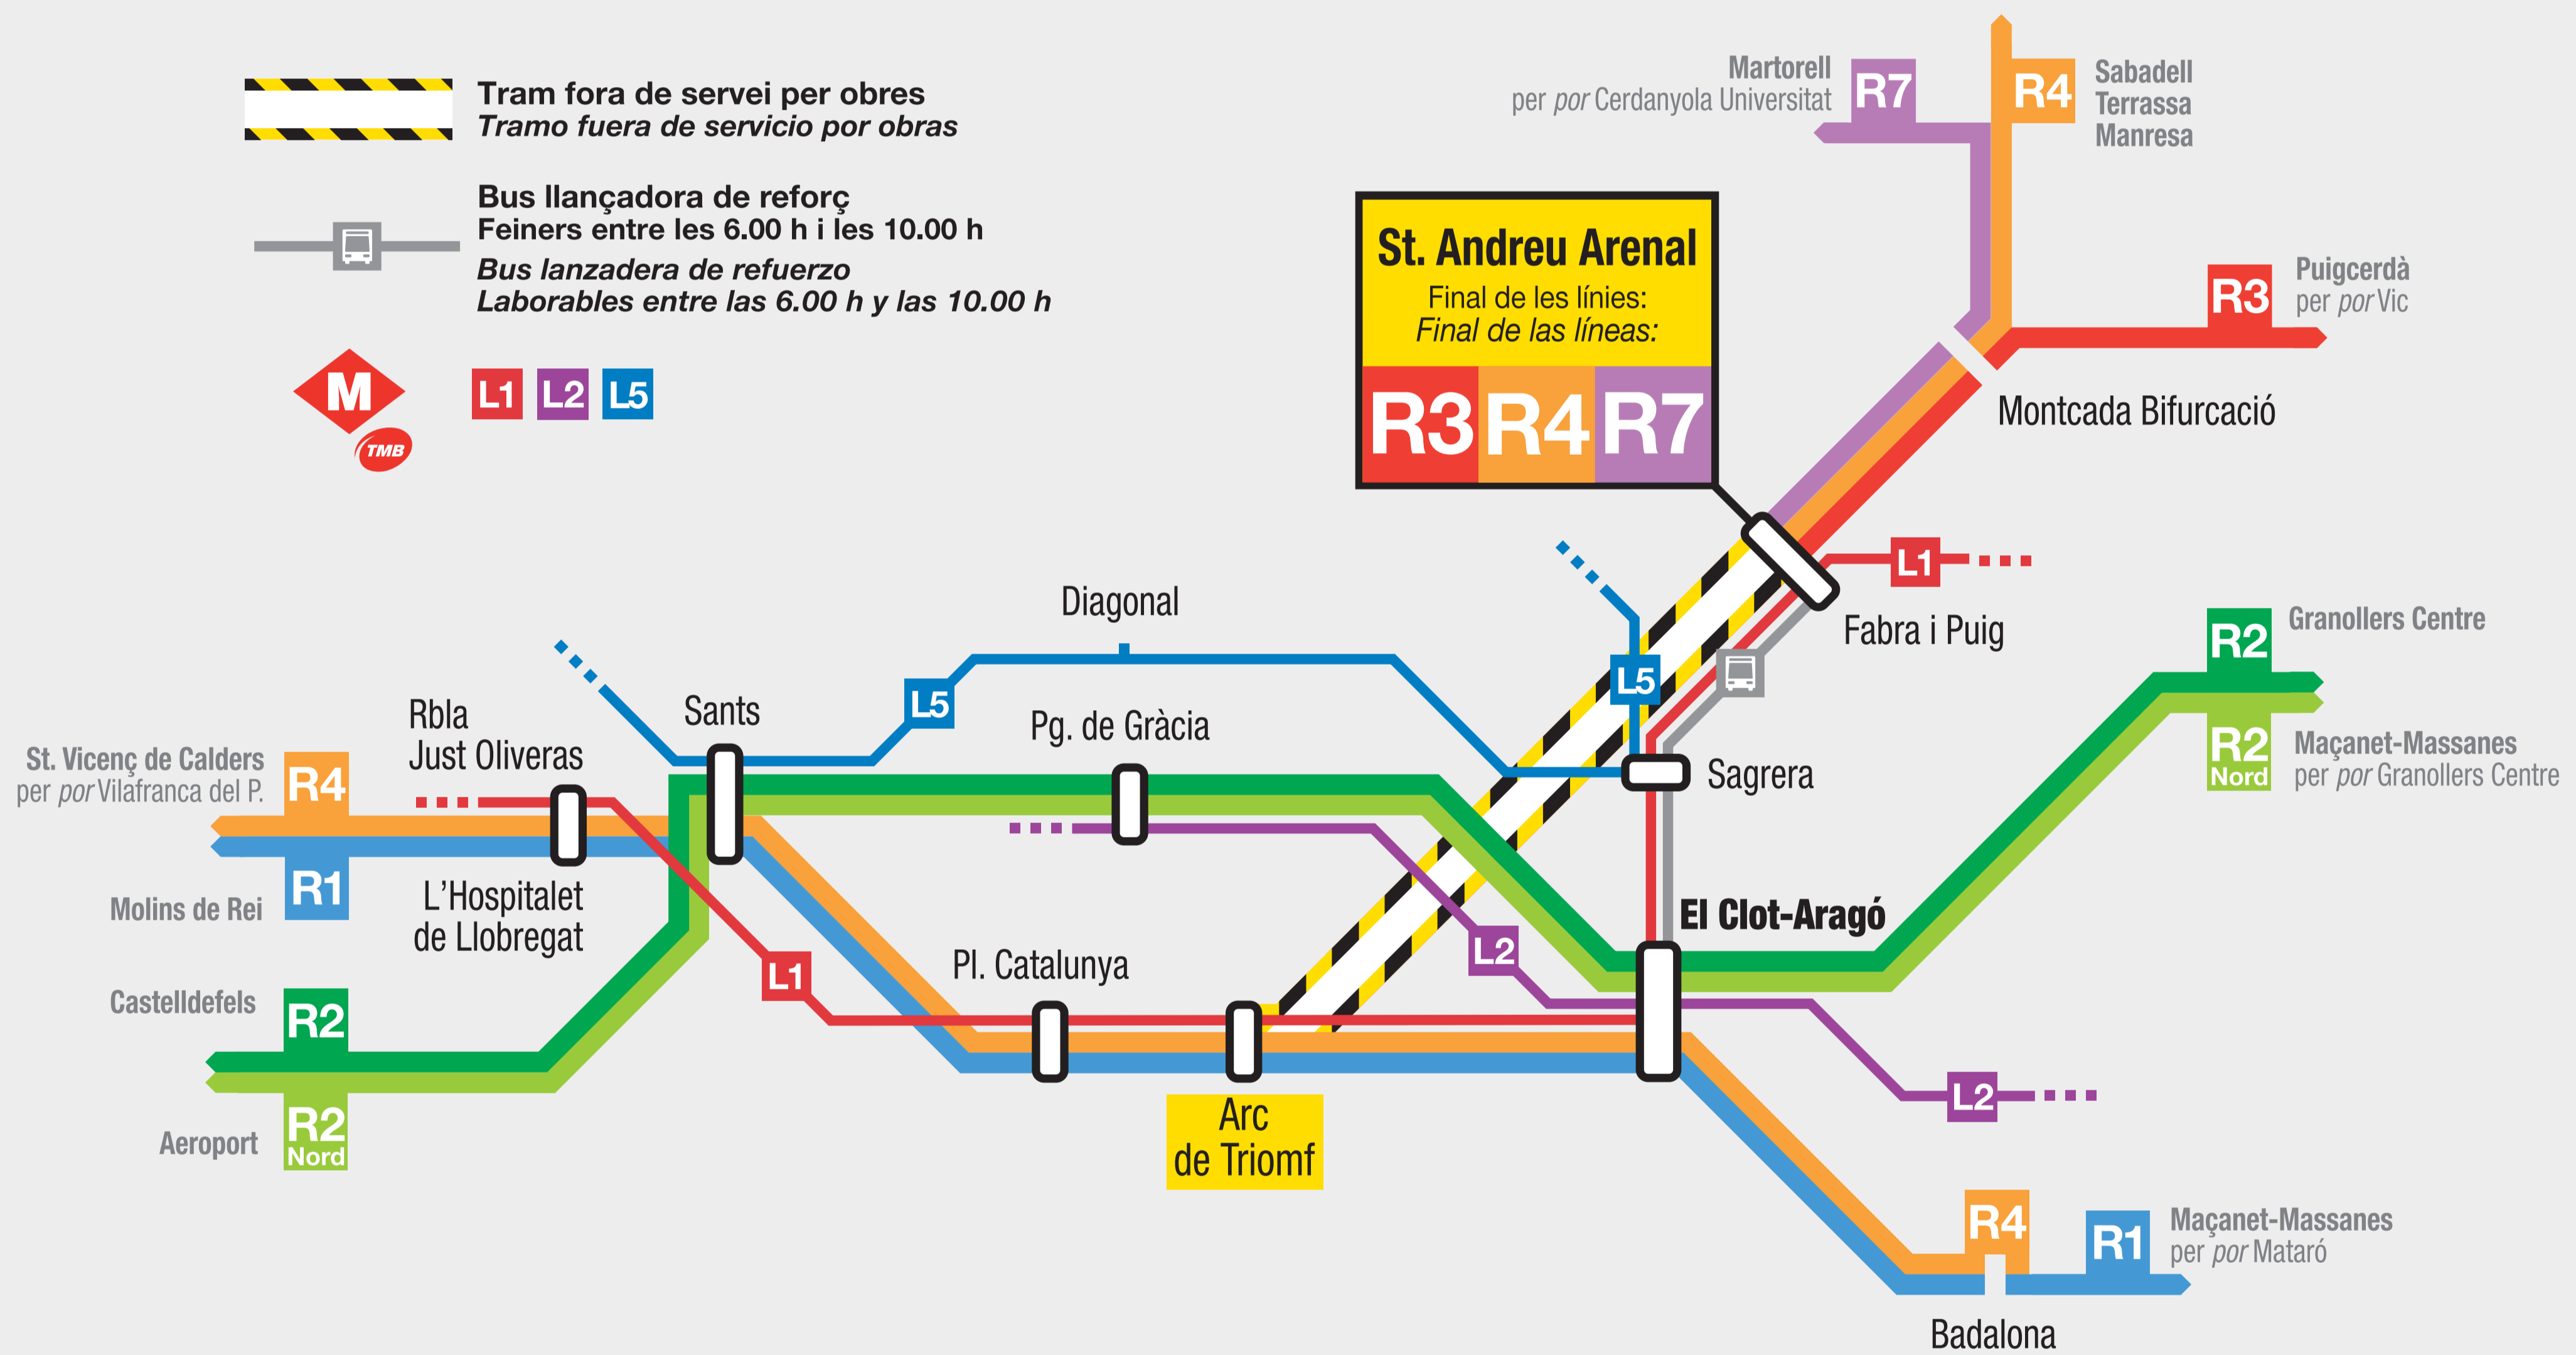 Tram fora de servei per obres
Tramo fuera de servicio por obras
Bus llançadora de reforç
Feiners entre les 6.00 h i les 10.00 h
Bus lanzadera de refuerzo
Laborables entre las 6.00 h y las 10.00 h
M
TMB
L1 L2 L5
Martorell
per por Cerdanyola Universitat
R7
R4
Sabadell
Terrassa
Manresa
St. Andreu Arenal
Final de les línies:
Final de las líneas:
R3 R4 R7
R3
Puigcerdà
per por Vic
Montcada Bifurcació
L1
Fabra i Puig
Diagonal
L5
L5
Sagrera
R2
Granollers Centre
R2
Nord
Maçanet-Massanes
per por Granollers Centre
Rbla
Just Oliveras
Sants
Pg. de Gràcia
St. Vicenç de Calders
per por Vilafranca del P.
R4
Molins de Rei
R1
L'Hospitalet
de Llobregat
L1
Pl. Catalunya
L2
El Clot-Aragó
Castelldefels
R2
Aeroport
R2
Nord
Arc
de Triomf
L2
R4
R1
Maçanet-Massanes
per por Mataró
Badalona